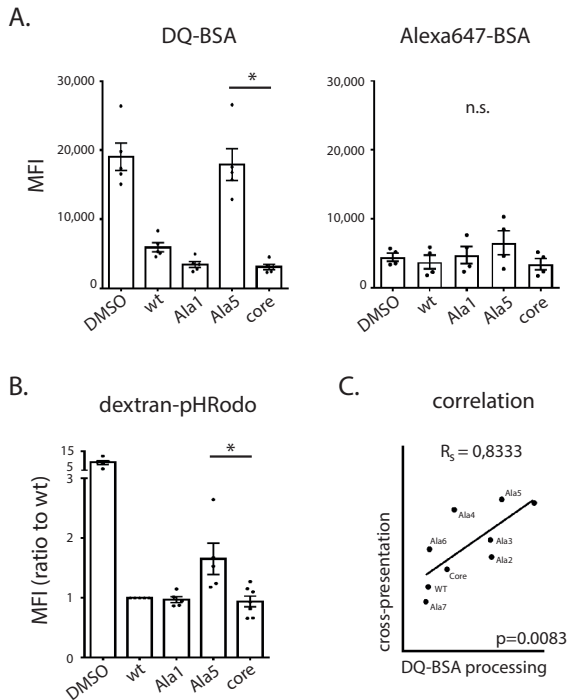 A.
DQ-BSA
Alexa647-BSA
MFI
30,000
20,000
10,000
0
*
DMSO
wt
Ala1
Ala5
core
30,000
20,000
10,000
0
n.s.
DMSO
wt
Ala1
Ala5
core
B.
dextran-pHRodo
MFI (ratio to wt)
15
5
3
2
1
0
*
DMSO
wt
Ala1
Ala5
core
C.
correlation
cross-presentation
Rs = 0,8333
Ala5
Ala4
Ala3
Ala6
Ala2
Core
WT
Ala7
p=0.0083
DQ-BSA processing